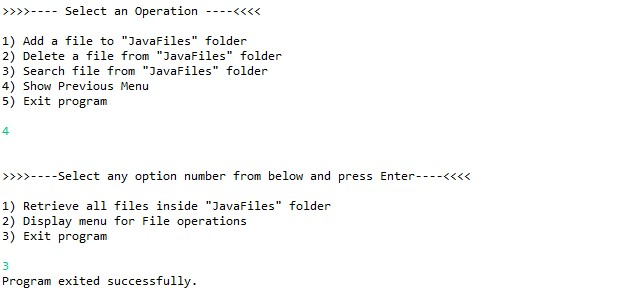 >>>>---- Select an Operation ----<<<<
1) Add a file to "JavaFiles" folder
2) Delete a file from "JavaFiles" folder
3) Search file from "JavaFiles" folder
4) Show Previous Menu
5) Exit program
4
>>>>----Select any option number from below and press Enter----<<<<
1) Retrieve all files inside "JavaFiles" folder
2) Display menu for File operations
3) Exit program
3
Program exited successfully.